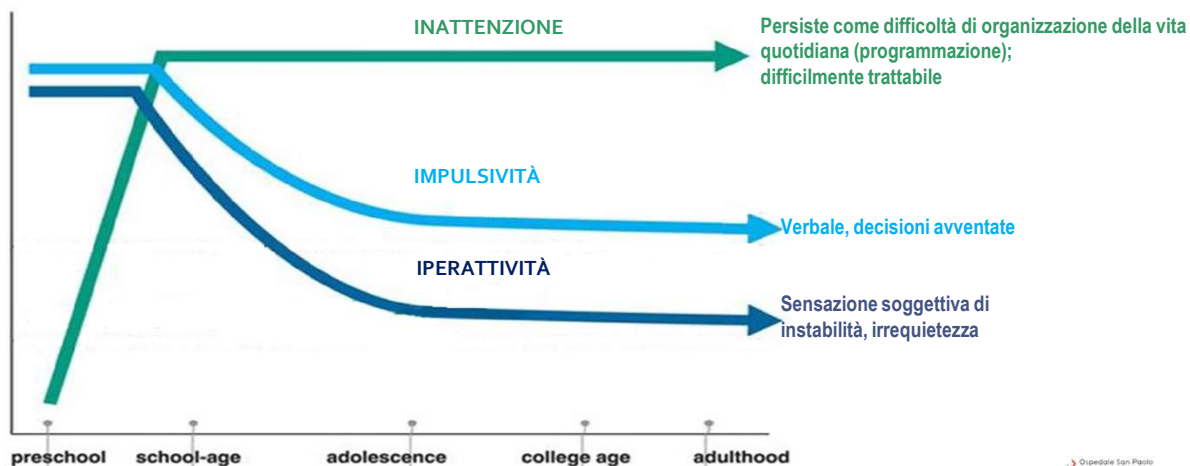 INATTENZIONE
Persiste come difficoltà di organizzazione della vita
quotidiana (programmazione);
difficilmente trattabile
IMPULSIVITÀ
Verbale, decisioni avventate
IPERATTIVITÀ
Sensazione soggettiva di
instabilità, irrequietezza
preschool school-age adolescence college age adulthood
Ospedale San Paolo